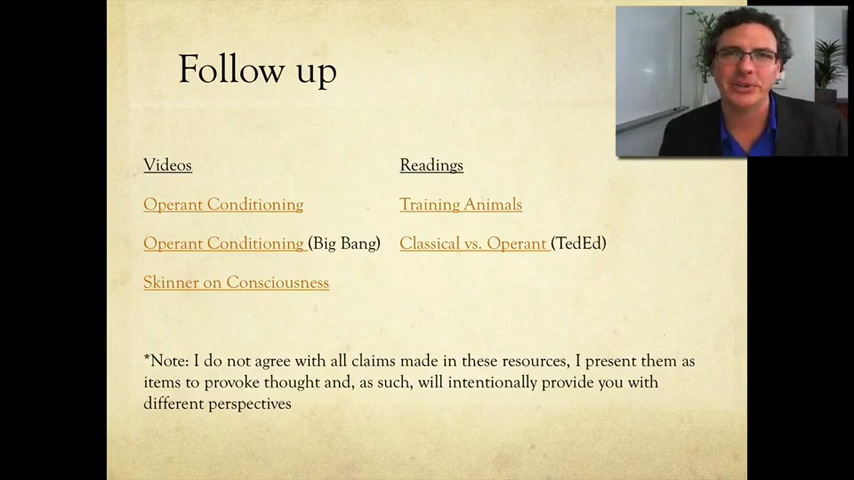 Follow up
Videos
Readings
Operant Conditioning
Training Animals
Operant Conditioning (Big Bang)
Classical vs. Operant (TedEd)
Skinner on Consciousness
*Note: I do not agree with all claims made in these resources, I present them as
items to provoke thought and, as such, will intentionally provide you with
different perspectives